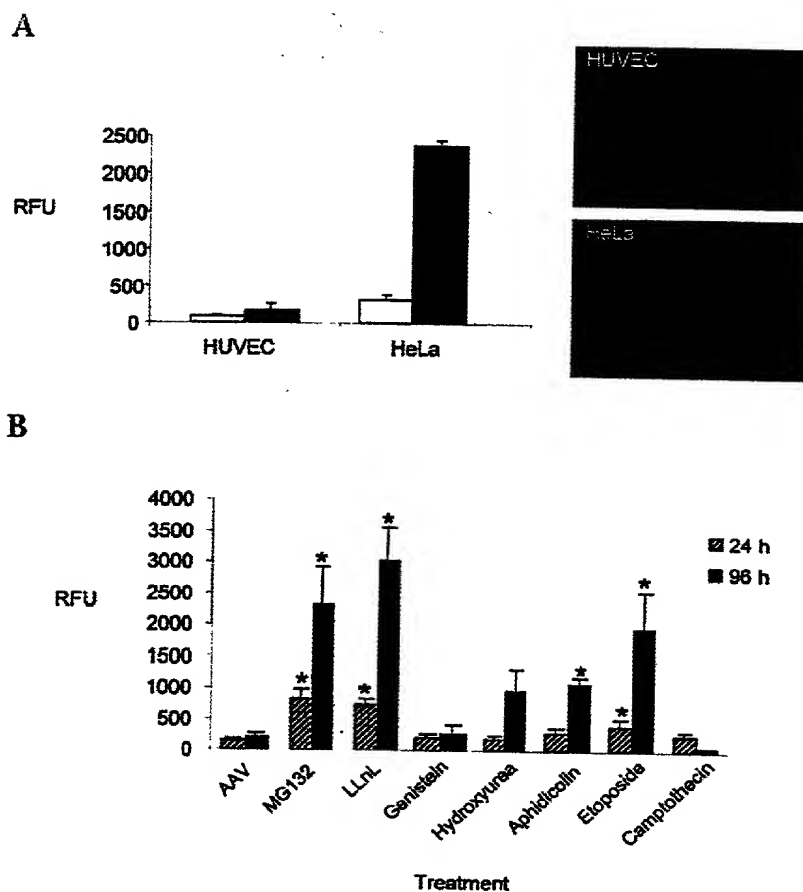 A
HUVEC
2500
2000
1500
1000
500
0
RFU
HUVEC
HeLa
HeLa
B
4000
3500
3000
2500
2000
1500
1000
500
0
RFU
24 h
96 h
* * * * * * *
AAV
MG132
LLnL
Genistein
Hydroxyurea
Aphidicolin
Etoposide
Camptothecin
Treatment